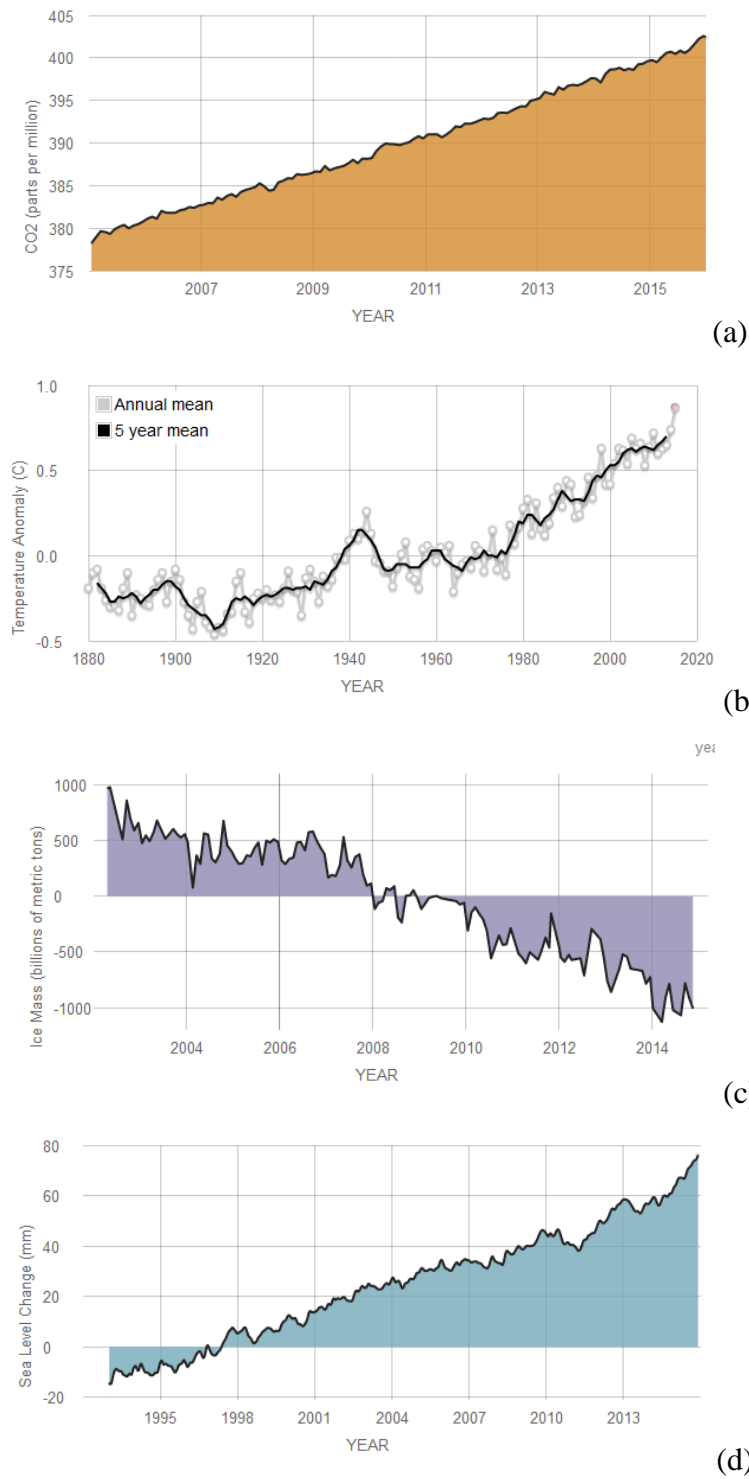 405
400
395
390
385
380
375
CO2 (parts per million)
2007 2009 2011 2013 2015
YEAR
(a)
1.0
0.5
0.0
-0.5
Temperature Anomaly (C)
Annual mean
5 year mean
1880 1900 1920 1940 1960 1980 2000 2020
YEAR
(b
yea
1000
500
0
-500
-1000
Ice Mass (billions of metric tons)
2004 2006 2008 2010 2012 2014
YEAR
(c)
80
60
40
20
0
-20
Sea Level Change (mm)
1995 1998 2001 2004 2007 2010 2013
YEAR
(d)